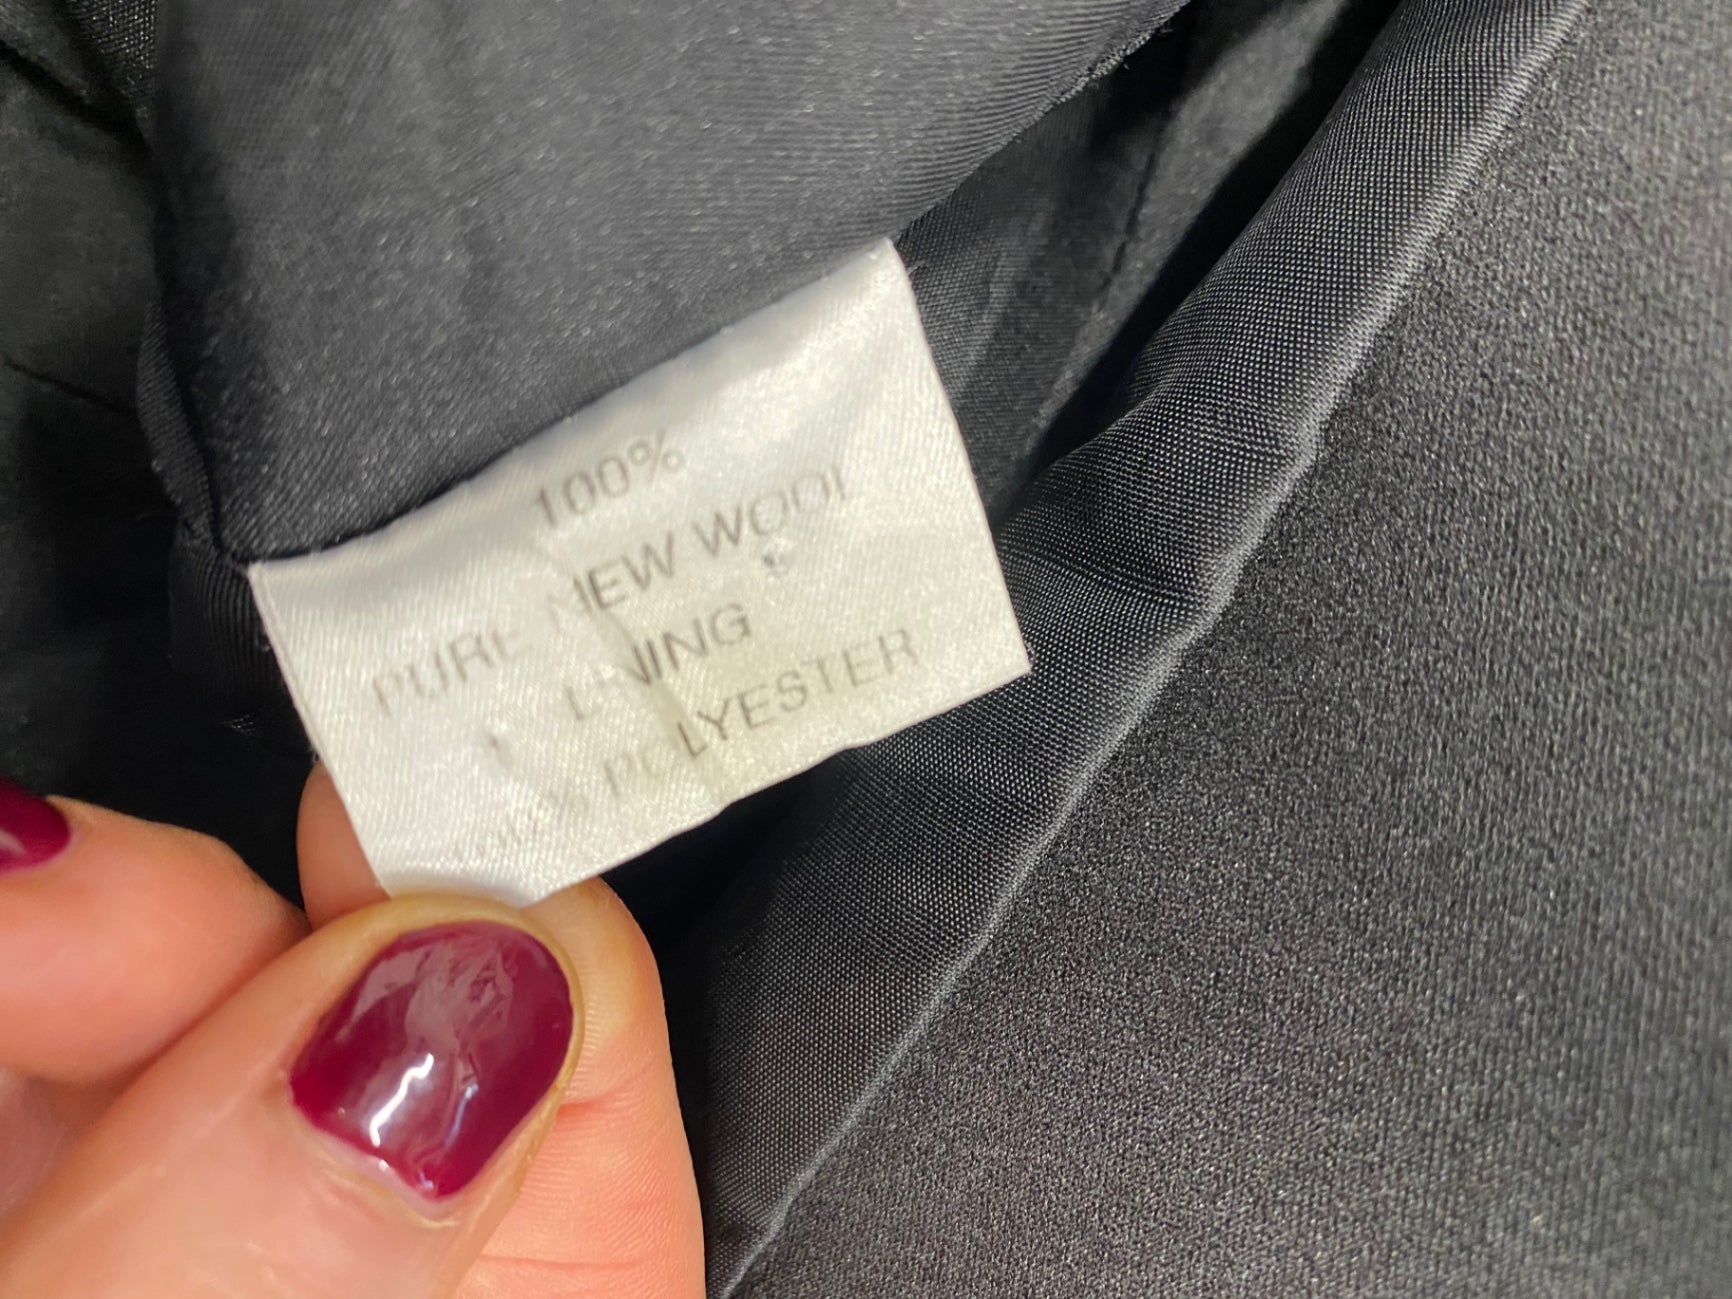 100%
PURE NEW WOOL
LINING
POLYESTER